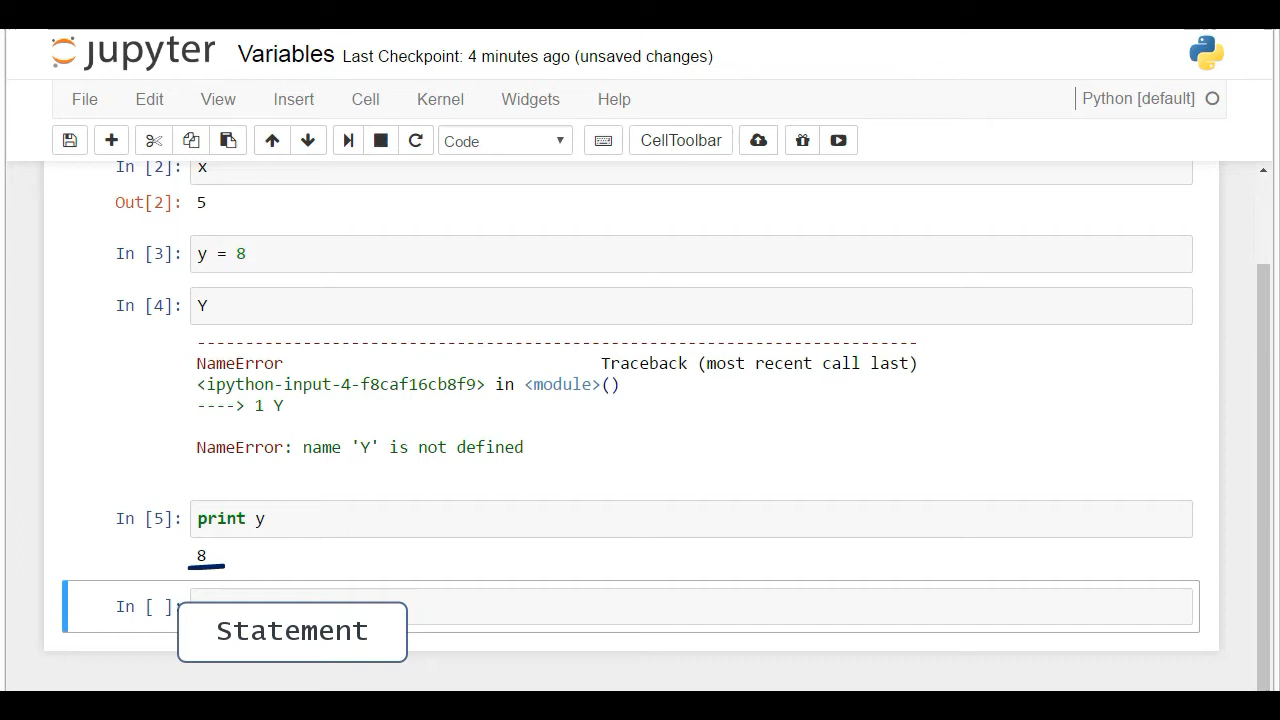 jupyter Variables Last Checkpoint: 4 minutes ago (unsaved changes)
File Edit View Insert Cell Kernel Widgets Help Python [default]
Code CellToolbar
In [2]: x
Out[2]: 5
In [3]: y = 8
In [4]: Y
---------------------------------------------------------------------------
NameError Traceback (most recent call last)
<ipython-input-4-f8caf16cb8f9> in <module>()
----> 1 Y
NameError: name 'Y' is not defined
In [5]: print y
8
In [ ]:
Statement